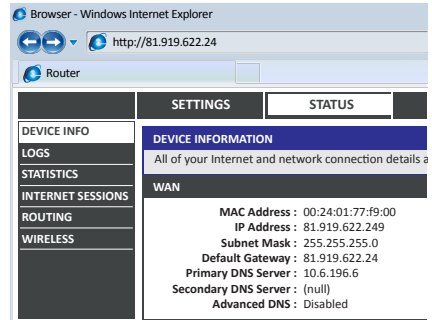 Browser - Windows Internet Explorer
http://81.919.622.24
Router
SETTINGS STATUS
DEVICE INFO
LOGS
STATISTICS
INTERNET SESSIONS
ROUTING
WIRELESS
DEVICE INFORMATION
All of your Internet and network connection details a
WAN
MAC Address : 00:24:01:77:f9:00
IP Address : 81.919.622.249
Subnet Mask : 255.255.255.0
Default Gateway : 81.919.622.24
Primary DNS Server : 10.6.196.6
Secondary DNS Server : (null)
Advanced DNS : Disabled